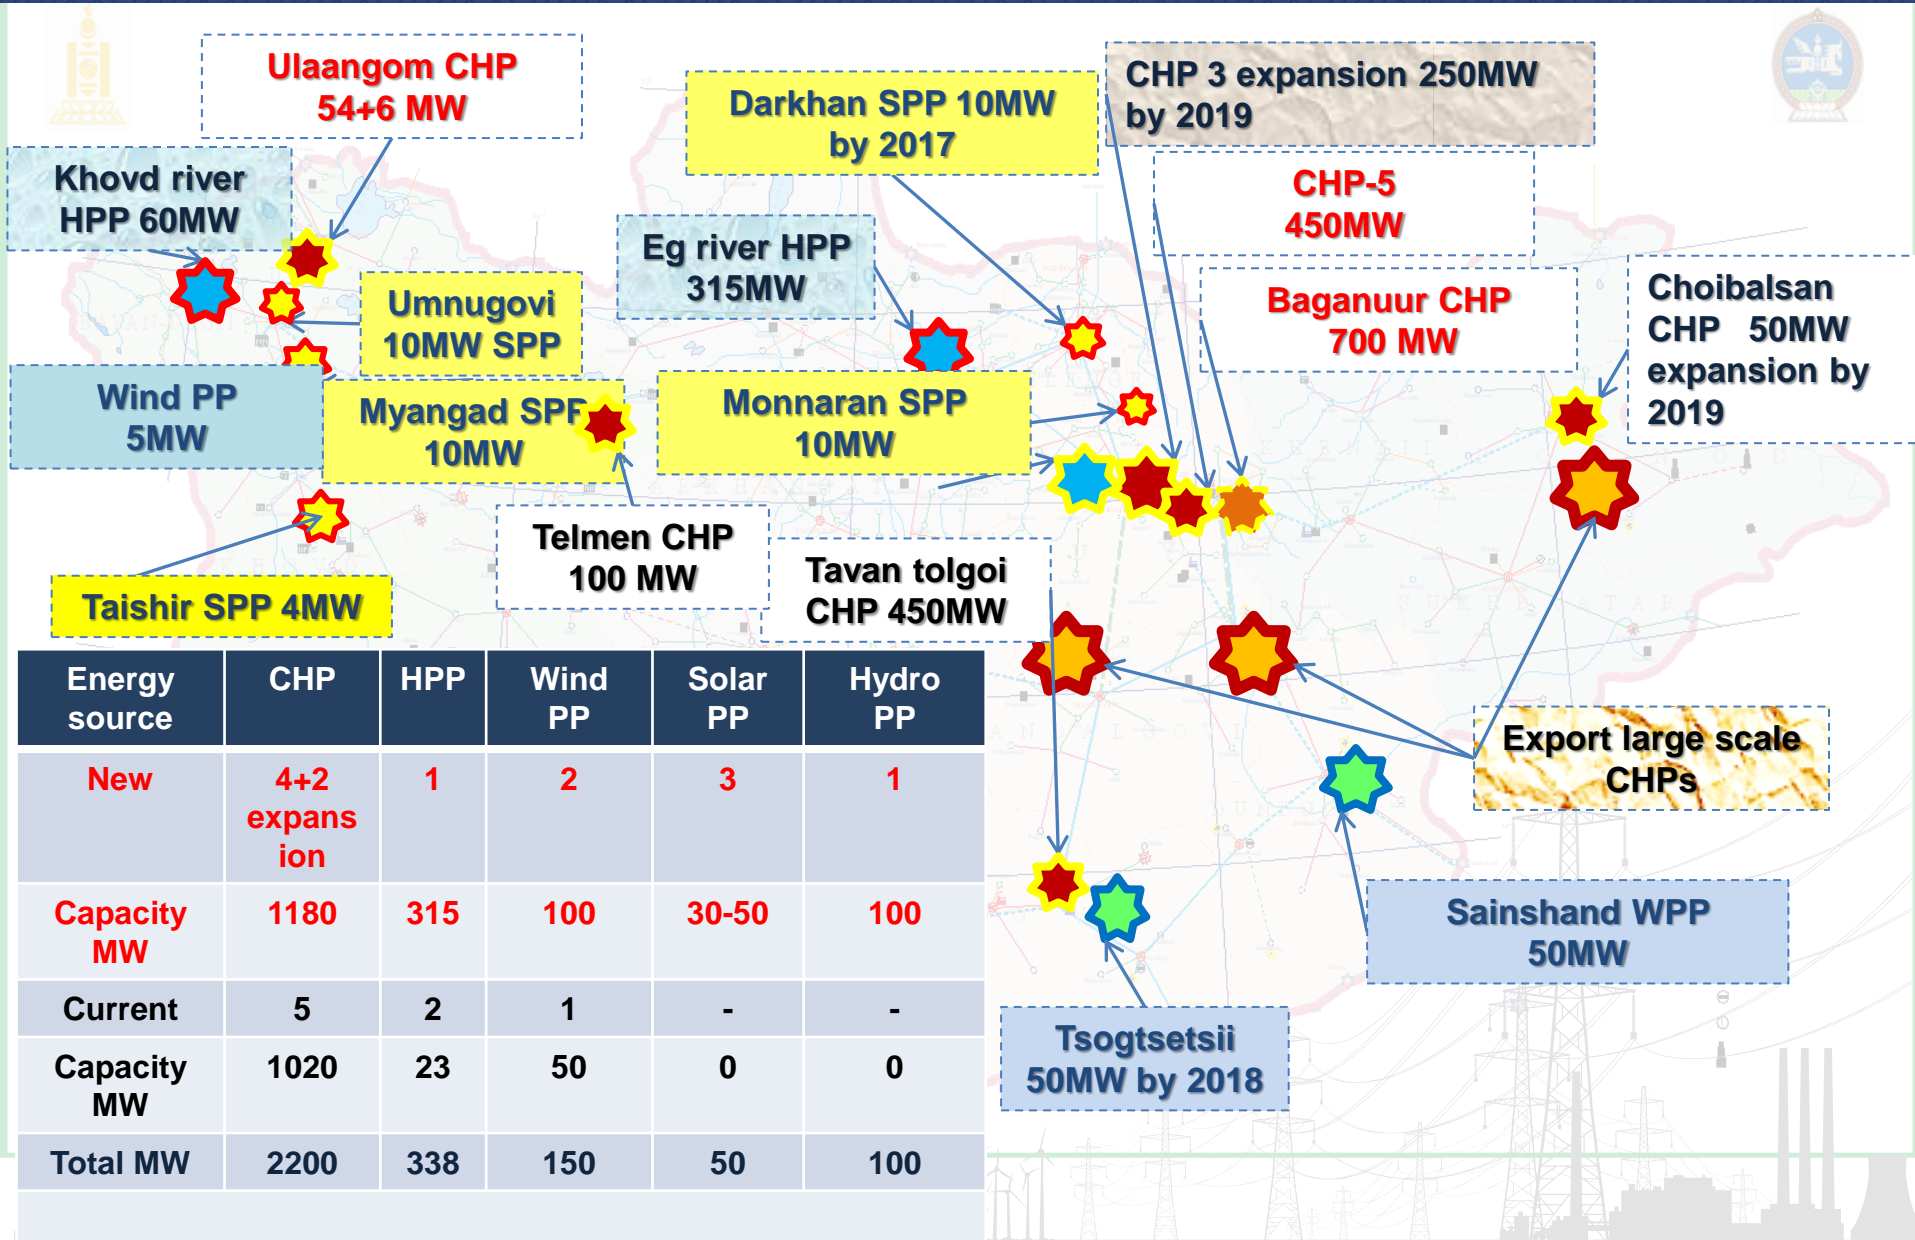 Ulaangom CHP
54+6 MW
Darkhan SPP 10MW
by 2017
CHP 3 expansion 250MW
by 2019
Khovd river
HPP 60MW
CHP-5
450MW
Eg river HPP
315MW
Umnugovi
10MW SPP
Baganuur CHP
700 MW
Choibalsan
CHP 50MW
expansion by
2019
Wind PP
5MW
Myangad SPP
10MW
Monnaran SPP
10MW
Telmen CHP
100 MW
Tavan tolgoi
CHP 450MW
Taishir SPP 4MW
Export large scale
CHPs
Sainshand WPP
50MW
Tsogtsetsii
50MW by 2018
Energy source CHP HPP Wind PP Solar PP Hydro PP
New 4+2 expansion 1 2 3 1
Capacity MW 1180 315 100 30-50 100
Current 5 2 1 - -
Capacity MW 1020 23 50 0 0
Total MW 2200 338 150 50 100